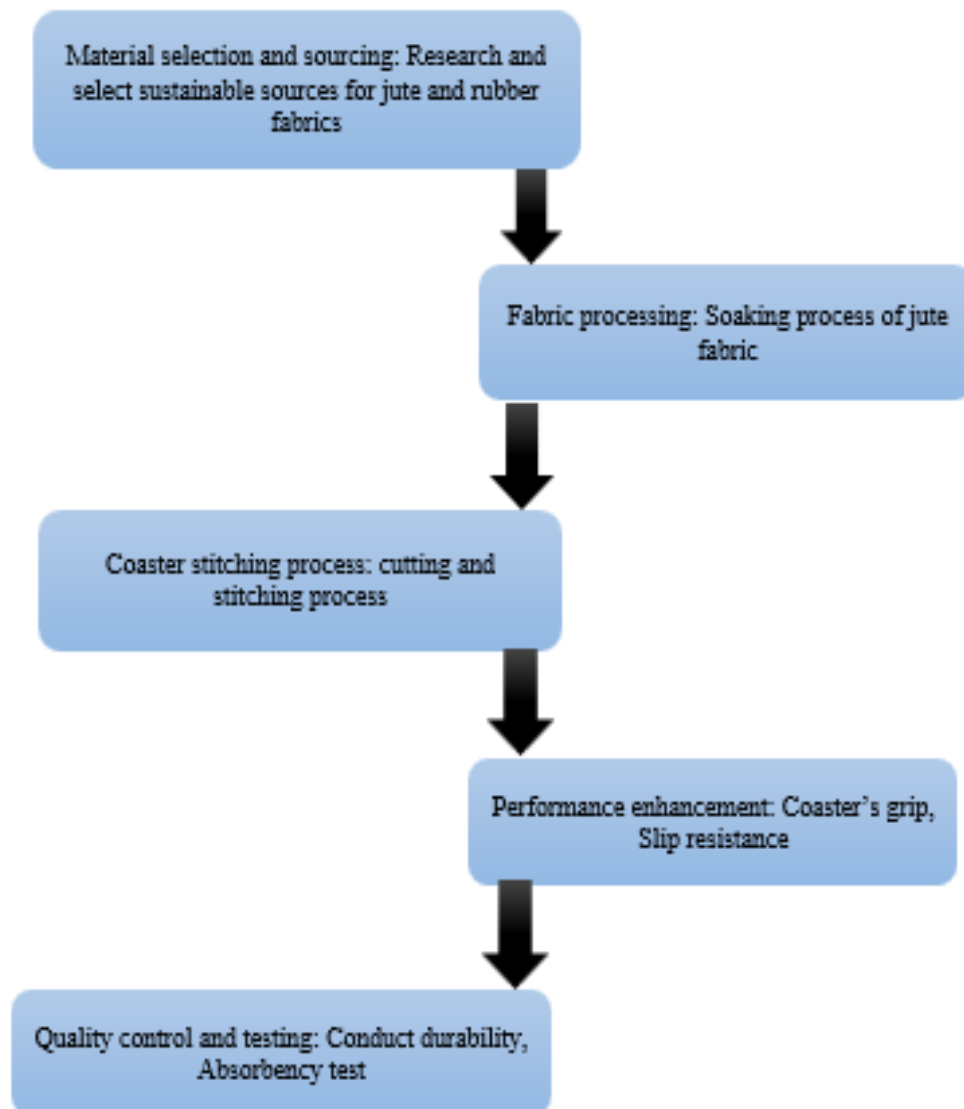 Material selection and sourcing: Research and
select sustainable sources for jute and rubber
fabrics
Fabric processing: Soaking process of jute
fabric
Coaster stitching process: cutting and
stitching process
Performance enhancement: Coaster’s grip,
Slip resistance
Quality control and testing: Conduct durability,
Absorbency test